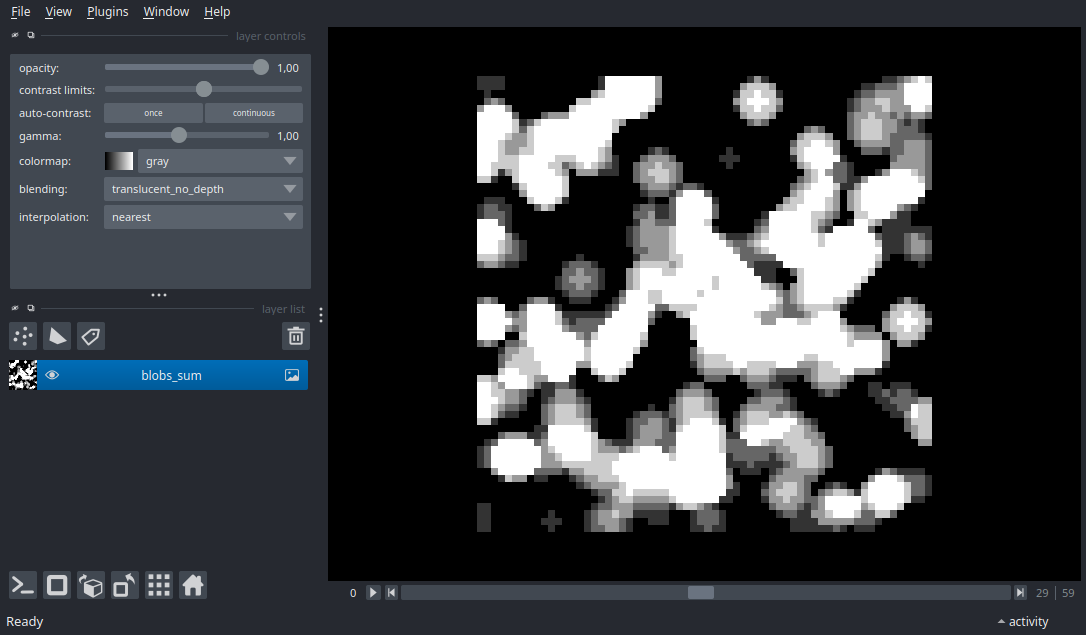 File View Plugins Window Help
layer controls
opacity: 1,00
contrast limits:
auto-contrast: once continuous
gamma: 1,00
colormap: gray
blending: translucent_no_depth
interpolation: nearest
layer list
blobs_sum
0 29 59
Ready activity